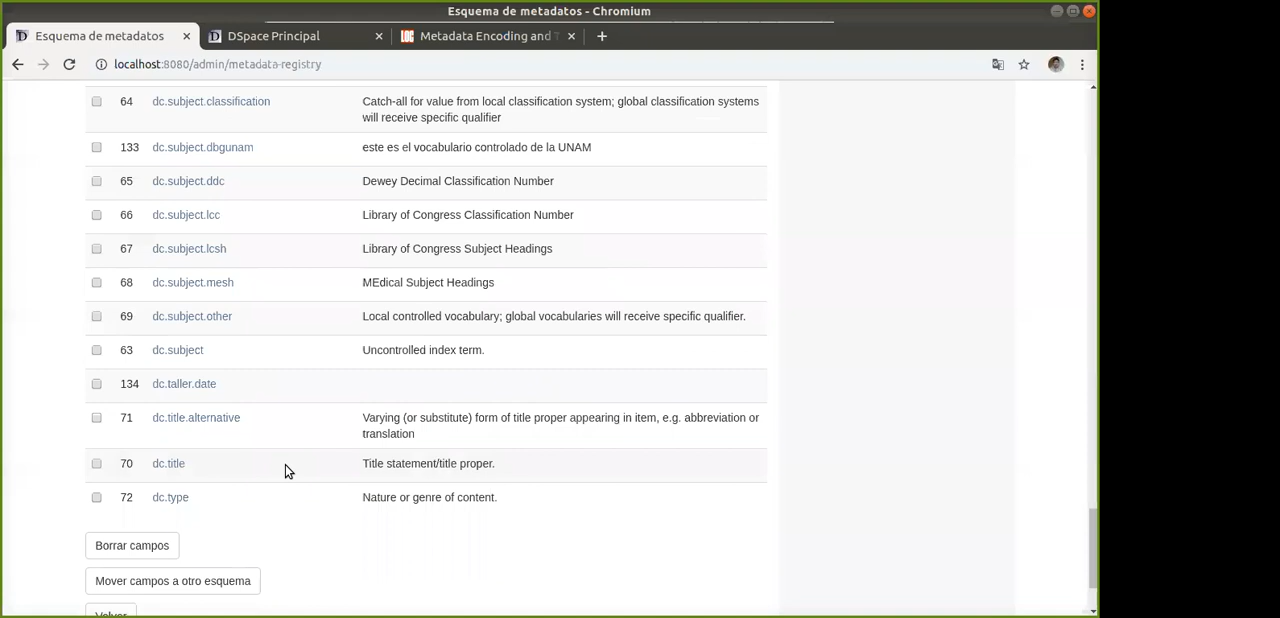 Esquema de metadatos - Chromium
Esquema de metadatos
DSpace Principal
Metadata Encoding and T
localhost:8080/admin/metadata-registry
64 dc.subject.classification Catch-all for value from local classification system; global classification systems
will receive specific qualifier
133 dc.subject.dbgunam este es el vocabulario controlado de la UNAM
65 dc.subject.ddc Dewey Decimal Classification Number
66 dc.subject.lcc Library of Congress Classification Number
67 dc.subject.lcsh Library of Congress Subject Headings
68 dc.subject.mesh MEdical Subject Headings
69 dc.subject.other Local controlled vocabulary; global vocabularies will receive specific qualifier.
63 dc.subject Uncontrolled index term.
134 dc.taller.date
71 dc.title.alternative Varying (or substitute) form of title proper appearing in item, e.g. abbreviation or
translation
70 dc.title Title statement/title proper.
72 dc.type Nature or genre of content.
Borrar campos
Mover campos a otro esquema
Volver